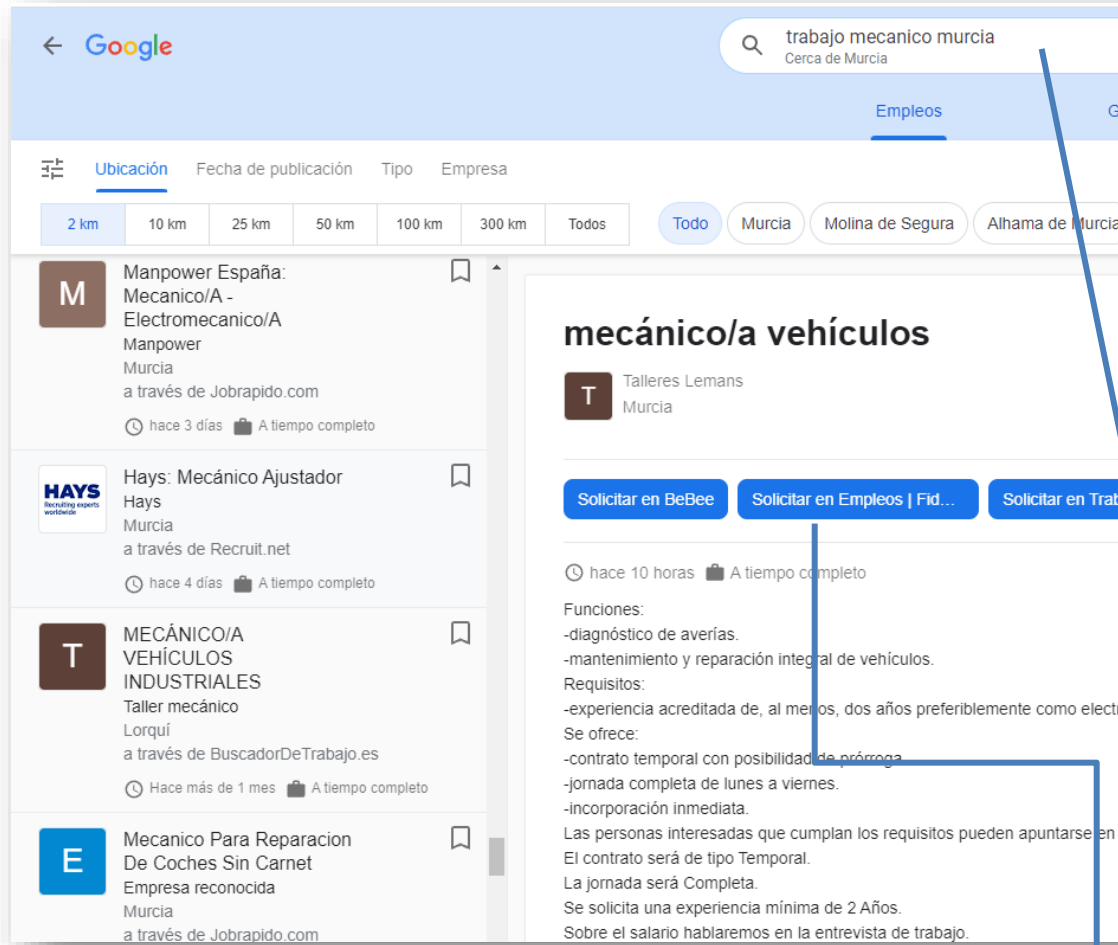 Google
trabajo mecanico murcia
Cerca de Murcia
Empleos
G
Ubicación Fecha de publicación Tipo Empresa
2 km 10 km 25 km 50 km 100 km 300 km Todos Todo Murcia Molina de Segura Alhama de Murcia
M
Manpower España:
Mecanico/A -
Electromecanico/A
Manpower
Murcia
a través de Jobrapido.com
hace 3 días A tiempo completo
HAYS
Recruiting experts
worldwide
Hays: Mecánico Ajustador
Hays
Murcia
a través de Recruit.net
hace 4 días A tiempo completo
T
MECÁNICO/A
VEHÍCULOS
INDUSTRIALES
Taller mecánico
Lorquí
a través de BuscadorDeTrabajo.es
Hace más de 1 mes A tiempo completo
E
Mecanico Para Reparacion
De Coches Sin Carnet
Empresa reconocida
Murcia
a través de Jobrapido.com
mecánico/a vehículos
T
Talleres Lemans
Murcia
Solicitar en BeBee Solicitar en Empleos | Fid... Solicitar en Trab
hace 10 horas A tiempo completo
Funciones:
-diagnóstico de averías.
-mantenimiento y reparación integral de vehículos.
Requisitos:
-experiencia acreditada de, al menos, dos años preferiblemente como elect
Se ofrece:
-contrato temporal con posibilidad de prórroga
-jornada completa de lunes a viernes.
-incorporación inmediata.
Las personas interesadas que cumplan los requisitos pueden apuntarse en
El contrato será de tipo Temporal.
La jornada será Completa.
Se solicita una experiencia mínima de 2 Años.
Sobre el salario hablaremos en la entrevista de trabajo.